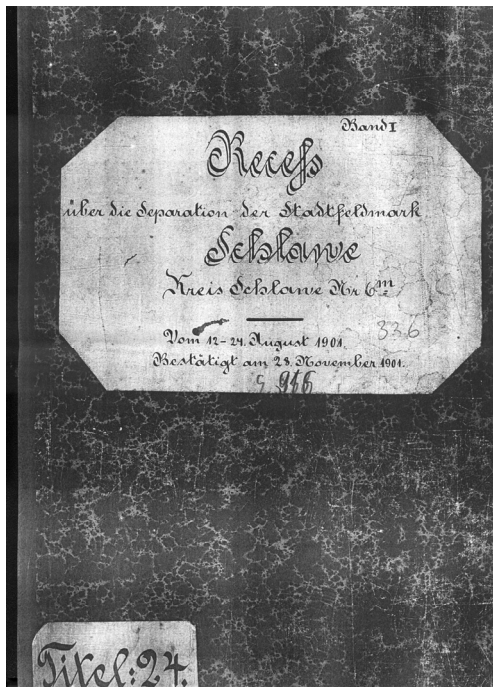 Band I
Recess
über die Separation der Stadtfeldmark
Schlawe
Kreis Schlawe Nr 6m
336
Vom 12-24. August 1901.
Bestätigt am 28. November 1901.
Titel: 24.